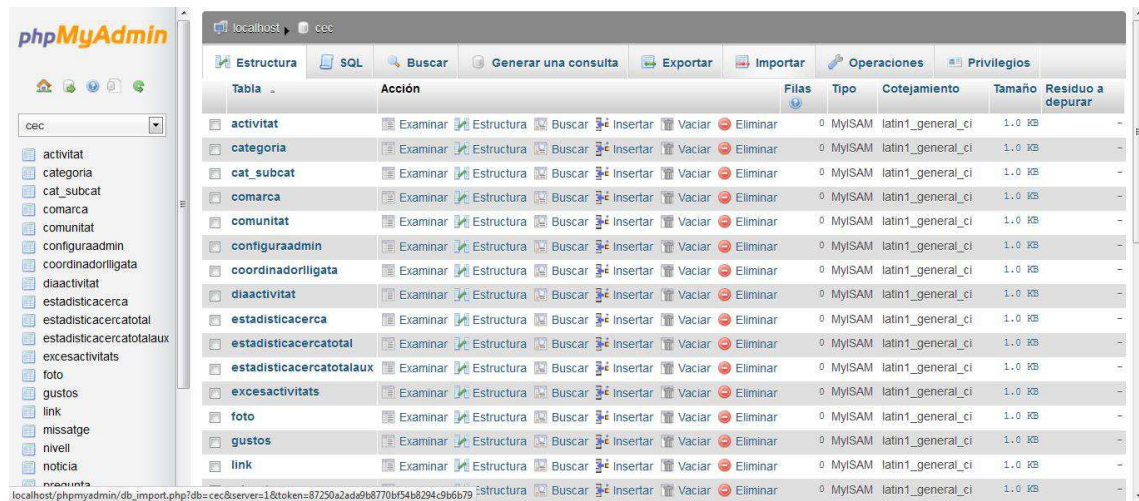 phpMyAdmin
cec
activitat
categoria
cat_subcat
comarca
comunitat
configuraadmin
coordinadorlligata
diaactivitat
estadisticacerca
estadisticacercatotal
estadisticacercatotalaux
excesactivitats
foto
gustos
link
missatge
nivell
noticia
pregunta
localhost cec
Estructura SQL Buscar Generar una consulta Exportar Importar Operaciones Privilegios
Tabla Acción Filas Tipo Cotejamiento Tamaño Residuo a depurar
activitat Examinar Estructura Buscar Insertar Vaciar Eliminar 0 MyISAM latin1_general_ci 1.0 KB -
categoria Examinar Estructura Buscar Insertar Vaciar Eliminar 0 MyISAM latin1_general_ci 1.0 KB -
cat_subcat Examinar Estructura Buscar Insertar Vaciar Eliminar 0 MyISAM latin1_general_ci 1.0 KB -
comarca Examinar Estructura Buscar Insertar Vaciar Eliminar 0 MyISAM latin1_general_ci 1.0 KB -
comunitat Examinar Estructura Buscar Insertar Vaciar Eliminar 0 MyISAM latin1_general_ci 1.0 KB -
configuraadmin Examinar Estructura Buscar Insertar Vaciar Eliminar 0 MyISAM latin1_general_ci 1.0 KB -
coordinadorlligata Examinar Estructura Buscar Insertar Vaciar Eliminar 0 MyISAM latin1_general_ci 1.0 KB -
diaactivitat Examinar Estructura Buscar Insertar Vaciar Eliminar 0 MyISAM latin1_general_ci 1.0 KB -
estadisticacerca Examinar Estructura Buscar Insertar Vaciar Eliminar 0 MyISAM latin1_general_ci 1.0 KB -
estadisticacercatotal Examinar Estructura Buscar Insertar Vaciar Eliminar 0 MyISAM latin1_general_ci 1.0 KB -
estadisticacercatotalaux Examinar Estructura Buscar Insertar Vaciar Eliminar 0 MyISAM latin1_general_ci 1.0 KB -
excesactivitats Examinar Estructura Buscar Insertar Vaciar Eliminar 0 MyISAM latin1_general_ci 1.0 KB -
foto Examinar Estructura Buscar Insertar Vaciar Eliminar 0 MyISAM latin1_general_ci 1.0 KB -
gustos Examinar Estructura Buscar Insertar Vaciar Eliminar 0 MyISAM latin1_general_ci 1.0 KB -
link Examinar Estructura Buscar Insertar Vaciar Eliminar 0 MyISAM latin1_general_ci 1.0 KB -
Estructura Buscar Insertar Vaciar Eliminar 0 MyISAM latin1_general_ci 1.0 KB -
localhost/phpmyadmin/db_import.php?db=cec&server=1&token=87250a2ada9b8770bf54b8294c9b6b79